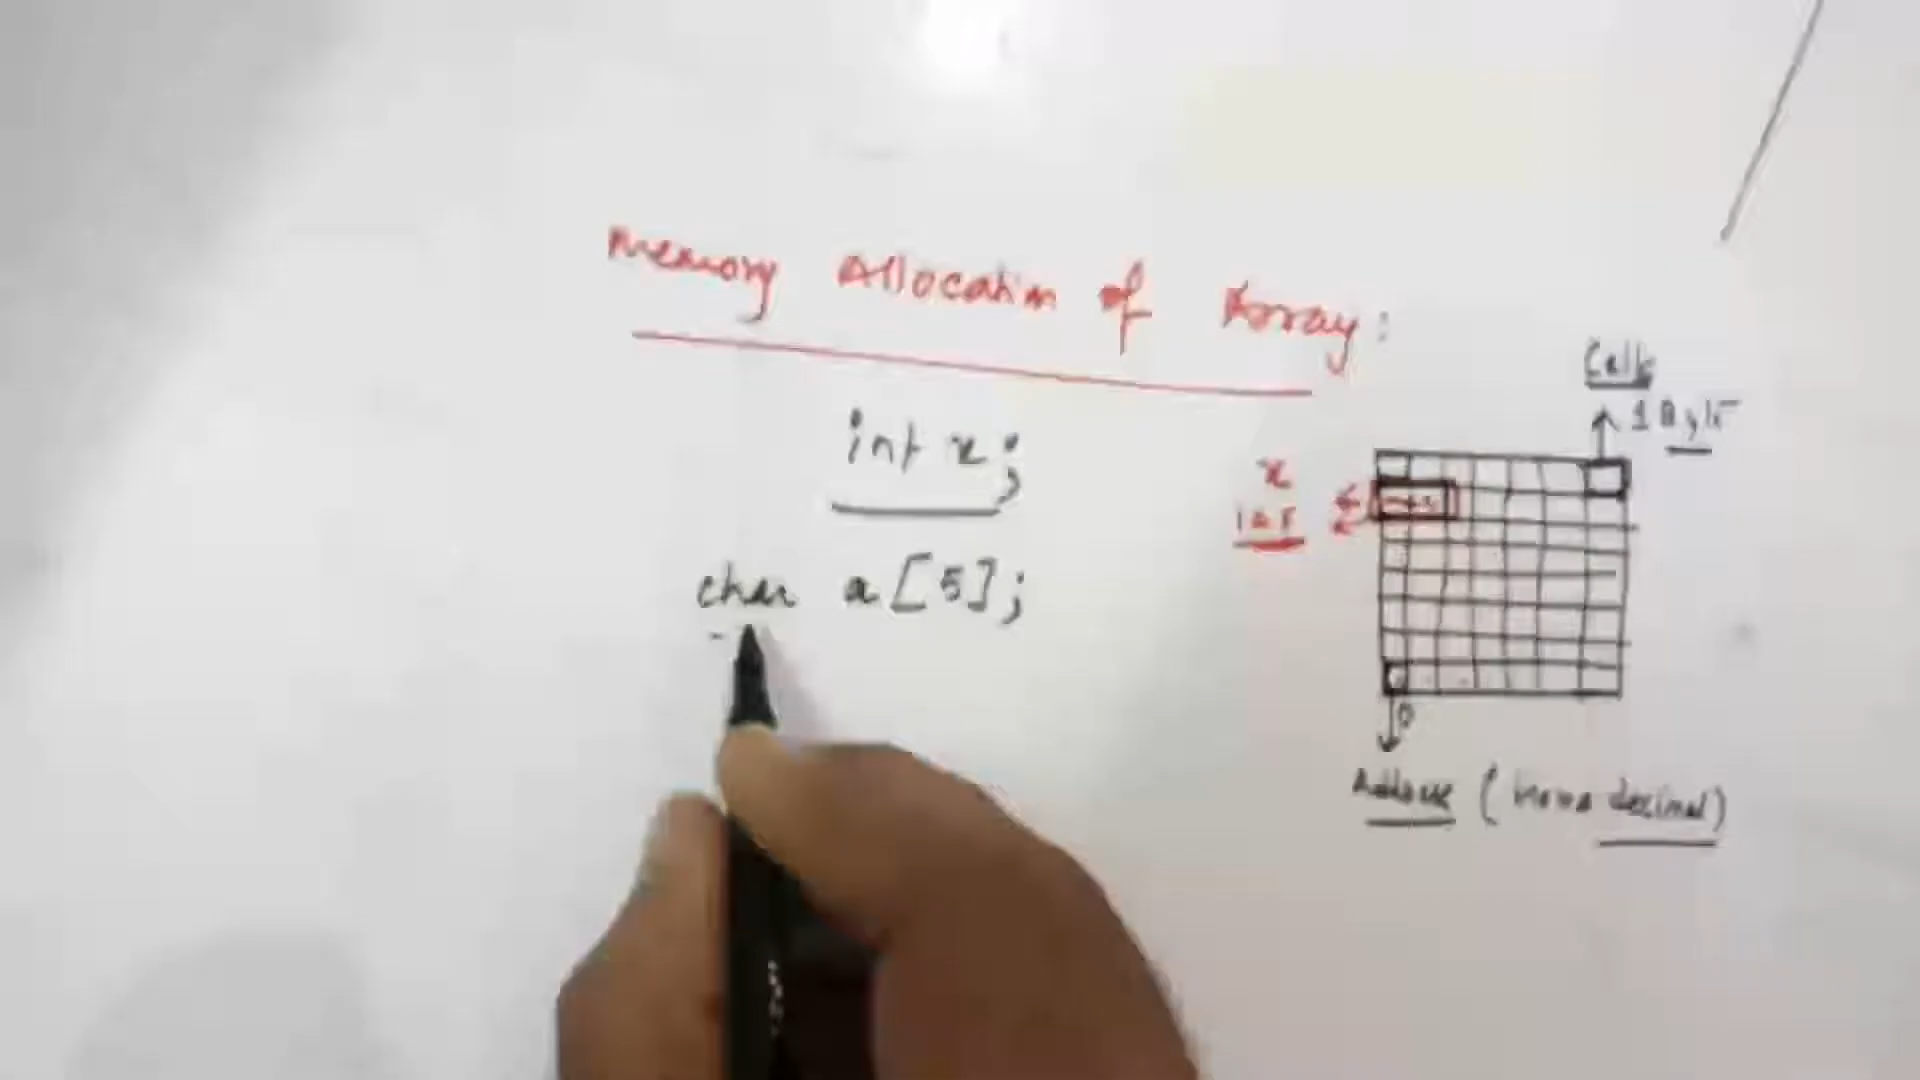 Memory Allocation of Array:
int x;
char a[5];
Cells
1 Byte
x
int
0
Address (hexa decimal)